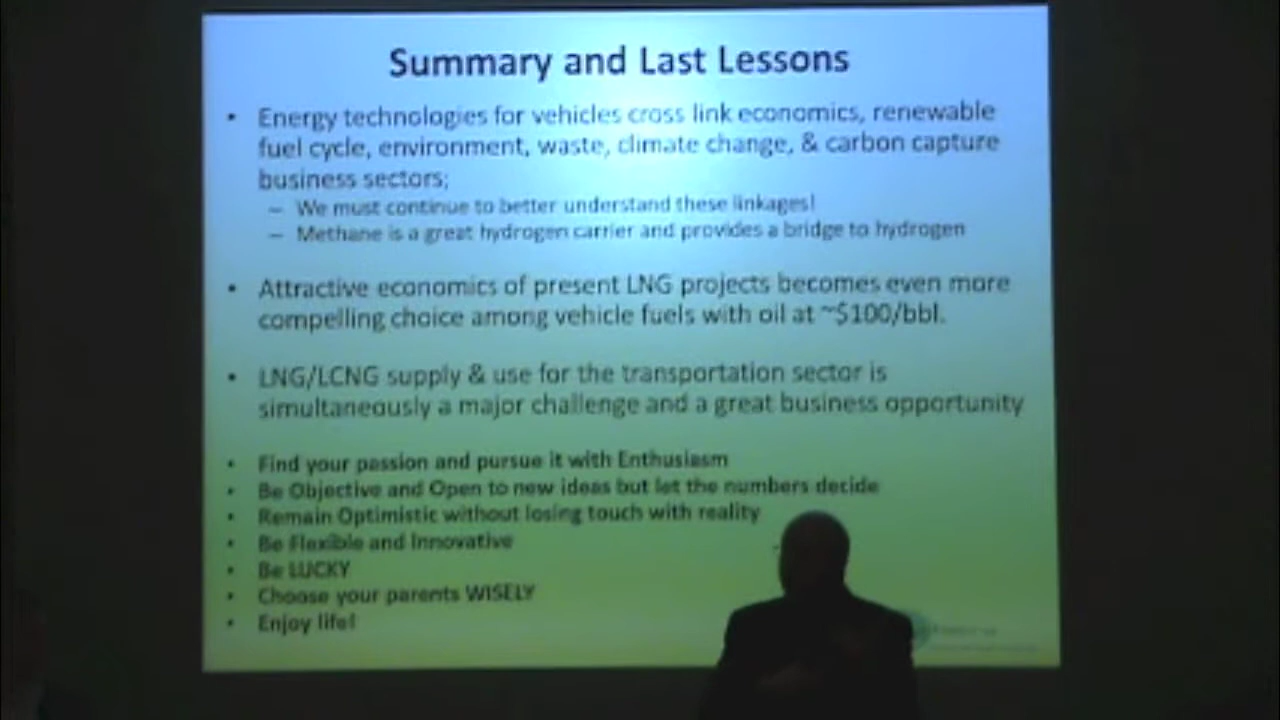 Summary and Last Lessons
• Energy technologies for vehicles cross link economics, renewable
fuel cycle, environment, waste, climate change, & carbon capture
business sectors;
– We must continue to better understand these linkages!
– Methane is a great hydrogen carrier and provides a bridge to hydrogen
• Attractive economics of present LNG projects becomes even more
compelling choice among vehicle fuels with oil at ~$100/bbl.
• LNG/LCNG supply & use for the transportation sector is
simultaneously a major challenge and a great business opportunity
• Find your passion and pursue it with Enthusiasm
• Be Objective and Open to new ideas but let the numbers decide
• Remain Optimistic without losing touch with reality
• Be Flexible and Innovative
• Be LUCKY
• Choose your parents WISELY
• Enjoy life!